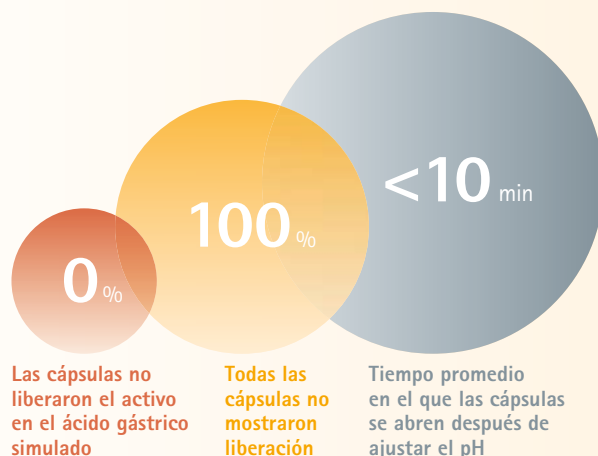 0 %
100 %
<10 min
Las cápsulas no
liberaron el activo
en el ácido gástrico
simulado
Todas las
cápsulas no
mostraron
liberación
Tiempo promedio
en el que las cápsulas
se abren después de
ajustar el pH